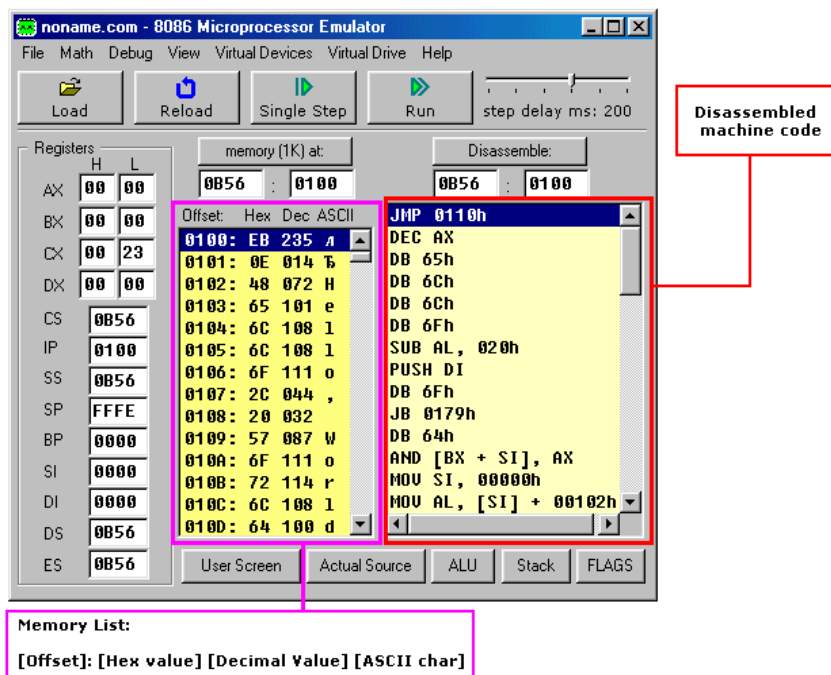 noname.com - 8086 Microprocessor Emulator
File Math Debug View Virtual Devices Virtual Drive Help
Load Reload Single Step Run step delay ms: 200
Disassembled
machine code
Registers
H L
AX 00 00
BX 00 00
CX 00 23
DX 00 00
CS 0B56
IP 0100
SS 0B56
SP FFFE
BP 0000
SI 0000
DI 0000
DS 0B56
ES 0B56
memory (1K) at:
0B56 : 0100
Offset: Hex Dec ASCII
0100: EB 235 л
0101: 0E 014 Ђ
0102: 48 072 H
0103: 65 101 e
0104: 6C 108 l
0105: 6C 108 l
0106: 6F 111 o
0107: 2C 044 ,
0108: 20 032
0109: 57 087 W
010A: 6F 111 o
010B: 72 114 r
010C: 6C 108 l
010D: 64 100 d
Disassemble:
0B56 : 0100
JMP 0110h
DEC AX
DB 65h
DB 6Ch
DB 6Ch
DB 6Fh
SUB AL, 020h
PUSH DI
DB 6Fh
JB 0179h
DB 64h
AND [BX + SI], AX
MOV SI, 00000h
MOV AL, [SI] + 00102h
User Screen Actual Source ALU Stack FLAGS
Memory List:
[Offset]: [Hex value] [Decimal Value] [ASCII char]